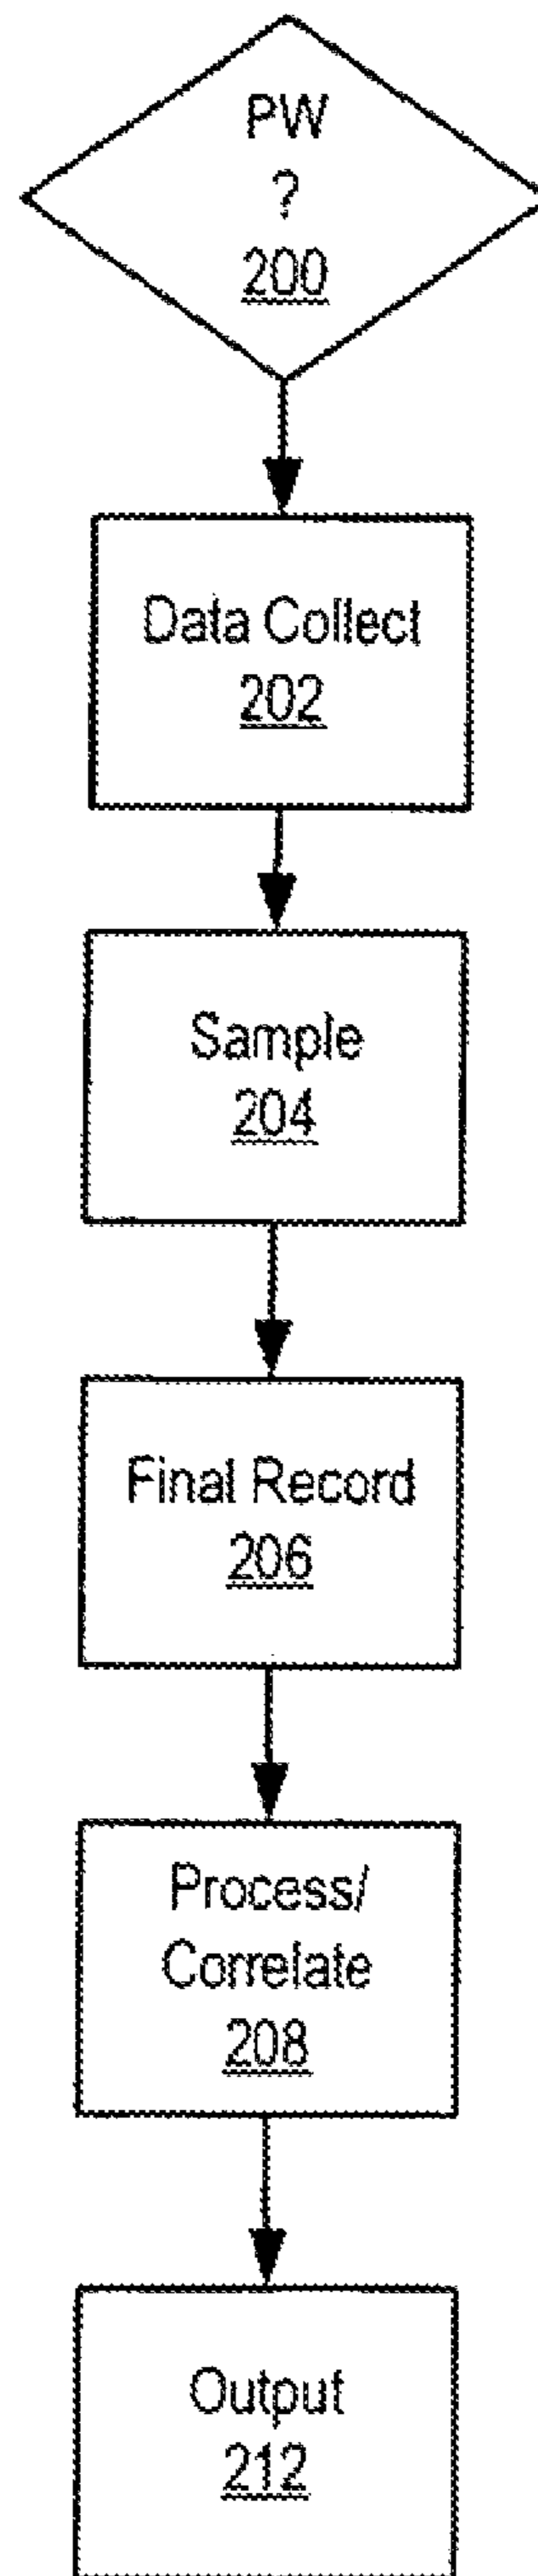 PW
?
200
Data Collect
202
Sample
204
Final Record
206
Process/
Correlate
208
Output
212